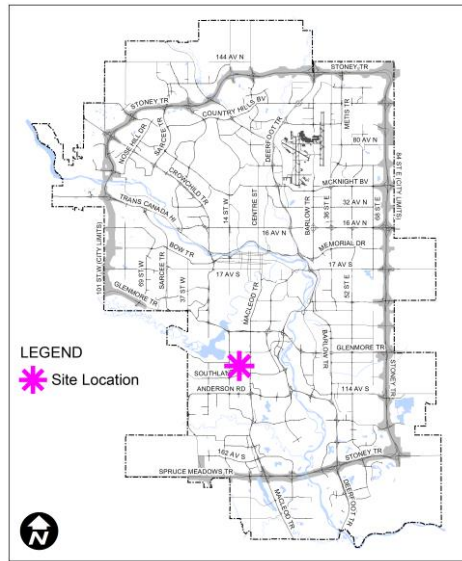 144 AV N
STONEY TR
STONEY TR
COUNTRY HILLS BV
METIS TR
DEERFOOT TR
SARCEE TR
NOSE HILL DR
80 AV N
CROWCHILD TR
MCKNIGHT BV
84 ST E (CITY LIMITS)
68 ST E
36 ST E
BARLOW TR
32 AV N
TRANS CANADA HI
14 ST W
CENTRE ST
16 AV N
16 AV N
MEMORIAL DR
BOW TR
17 AV S
17 AV S
101 ST W (CITY LIMITS)
69 ST W
SARCEE TR
37 ST W
MACLEOD TR
52 ST E
GLENMORE TR
GLENMORE TR
BARLOW TR
LEGEND
Site Location
SOUTHLA
ANDERSON RD
114 AV S
STONEY TR
162 AV S
STONEY TR
SPRUCE MEADOWS TR
MACLEOD TR
DEERFOOT TR
N